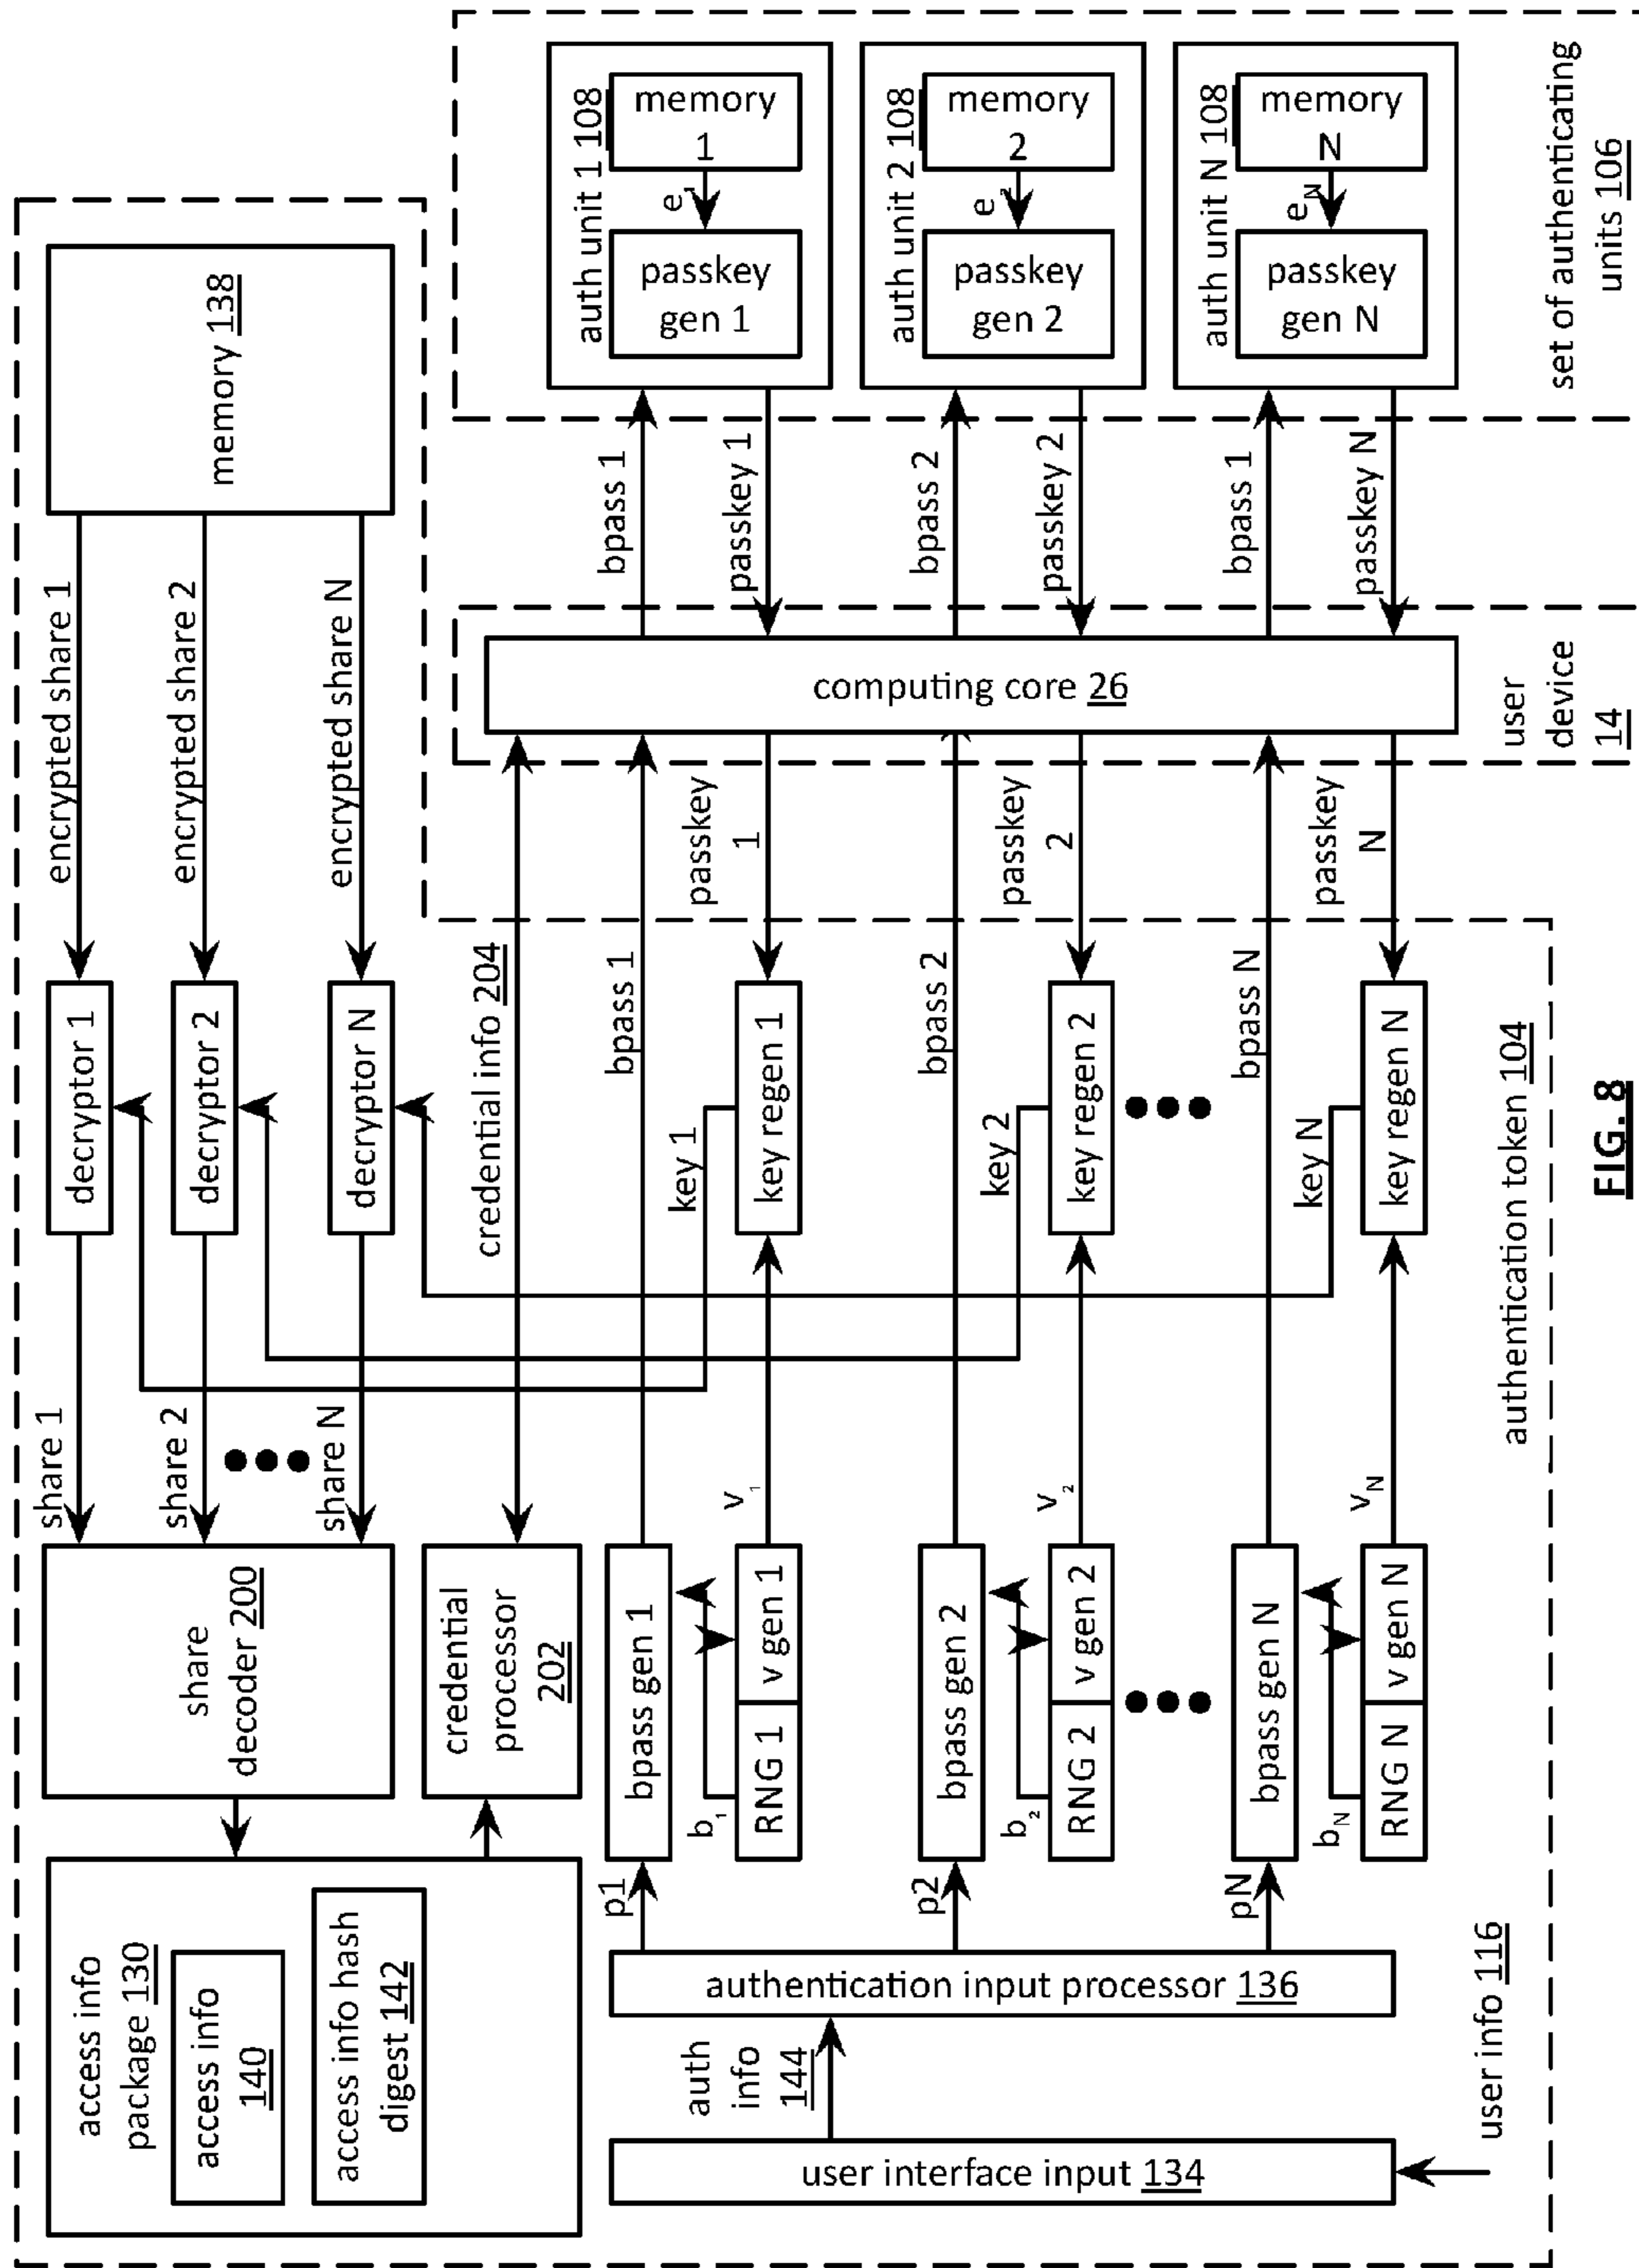 access info
package 130
access info
140
access info hash
digest 142
share
decoder 200
share 1
share 2
share N
decryptor 1
decryptor 2
decryptor N
encrypted share 1
encrypted share 2
encrypted share N
memory 138
credential
processor
202
credential info 204
user interface input 134
user info 116
auth
info
144
authentication input processor 136
p1
bpass gen 1
b1
RNG 1
v gen 1
v1
bpass 1
key 1
key regen 1
passkey
1
p2
bpass gen 2
b2
RNG 2
v gen 2
v2
bpass 2
key 2
key regen 2
passkey
2
pN
bpass gen N
bN
RNG N
v gen N
vN
bpass N
key N
key regen N
passkey
N
authentication token 104
computing core 26
user
device
14
bpass 1
passkey 1
bpass 2
passkey 2
bpass 1
passkey N
auth unit 1 108
passkey
gen 1
e1
memory
1
auth unit 2 108
passkey
gen 2
e2
memory
2
auth unit N 108
passkey
gen N
eN
memory
N
set of authenticating
units 106
FIG. 8